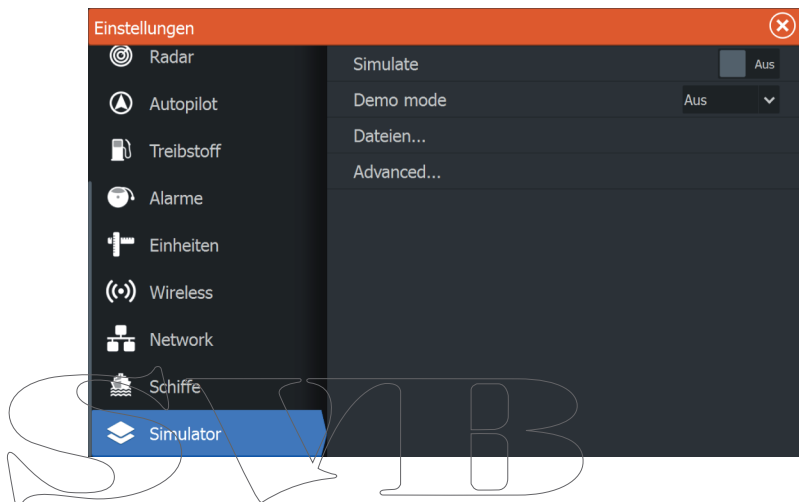 Einstellungen
Radar
Autopilot
Treibstoff
Alarme
Einheiten
Wireless
Network
Schiffe
Simulator
Simulate Aus
Demo mode Aus
Dateien...
Advanced...
SVB